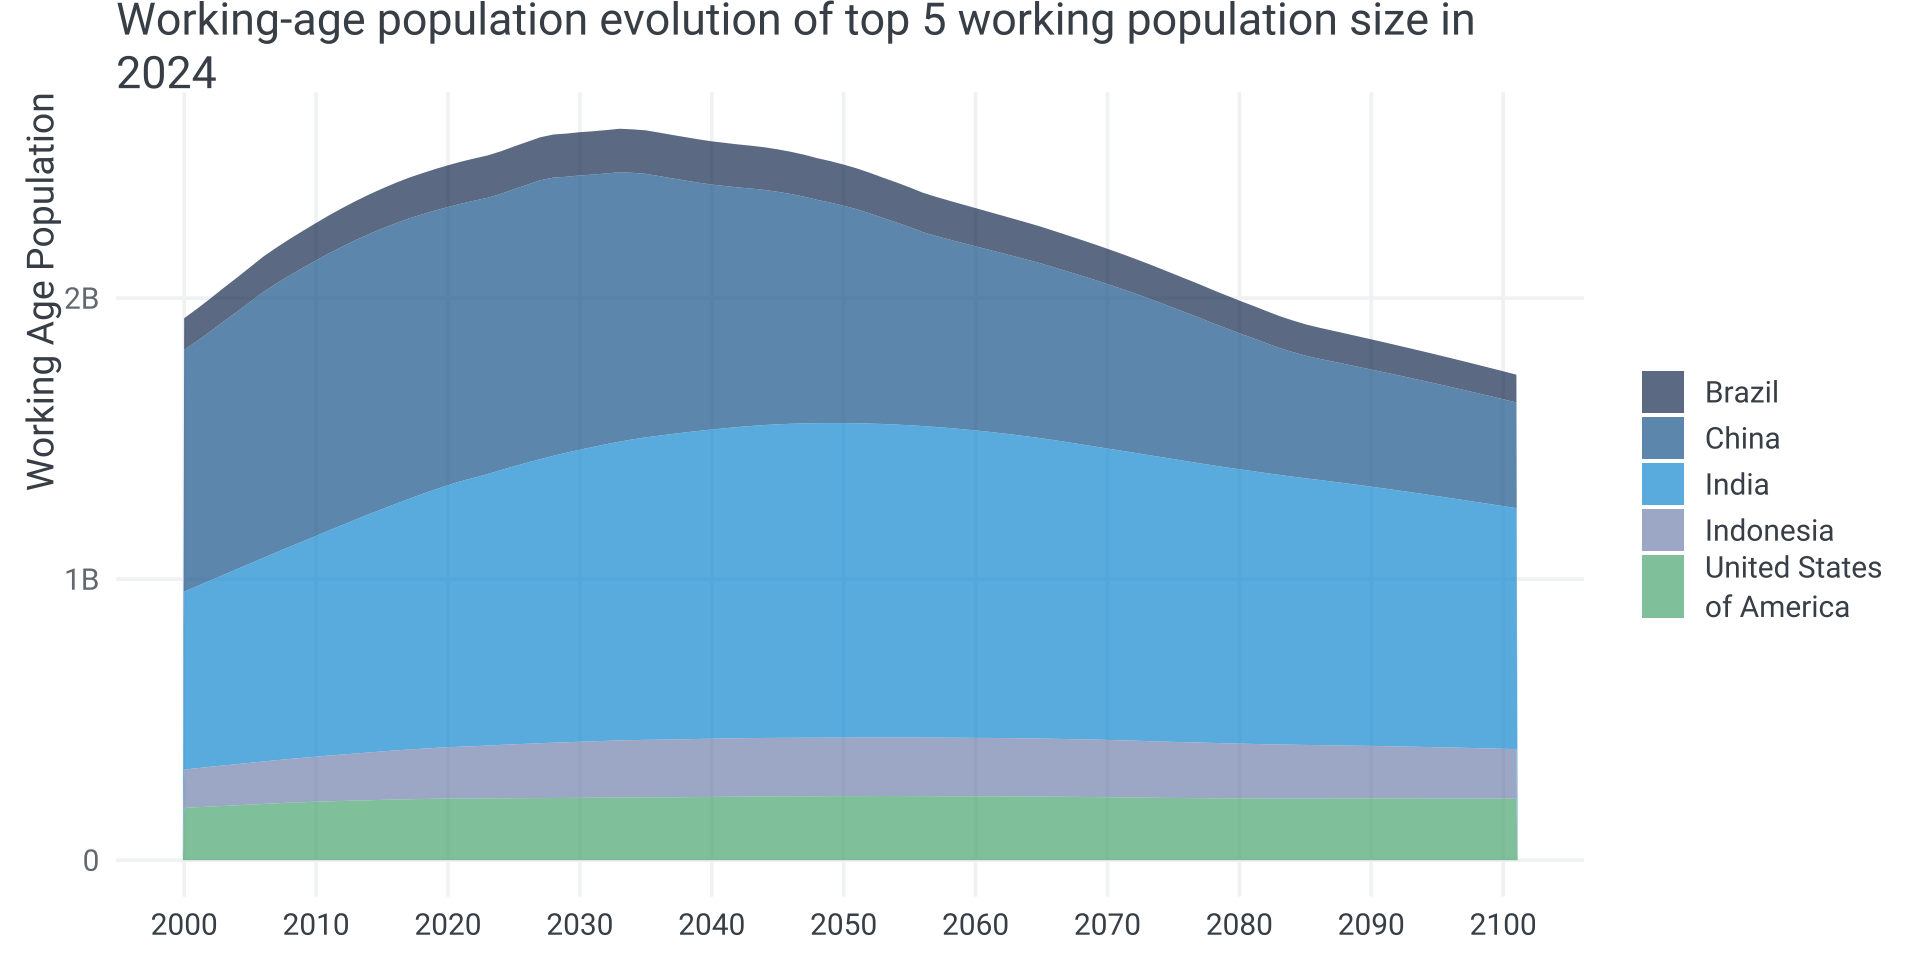 Working-age population evolution of top 5 working population size in
2024
Working Age Population
2B
1B
0
2000 2010 2020 2030 2040 2050 2060 2070 2080 2090 2100
Brazil
China
India
Indonesia
United States
of America